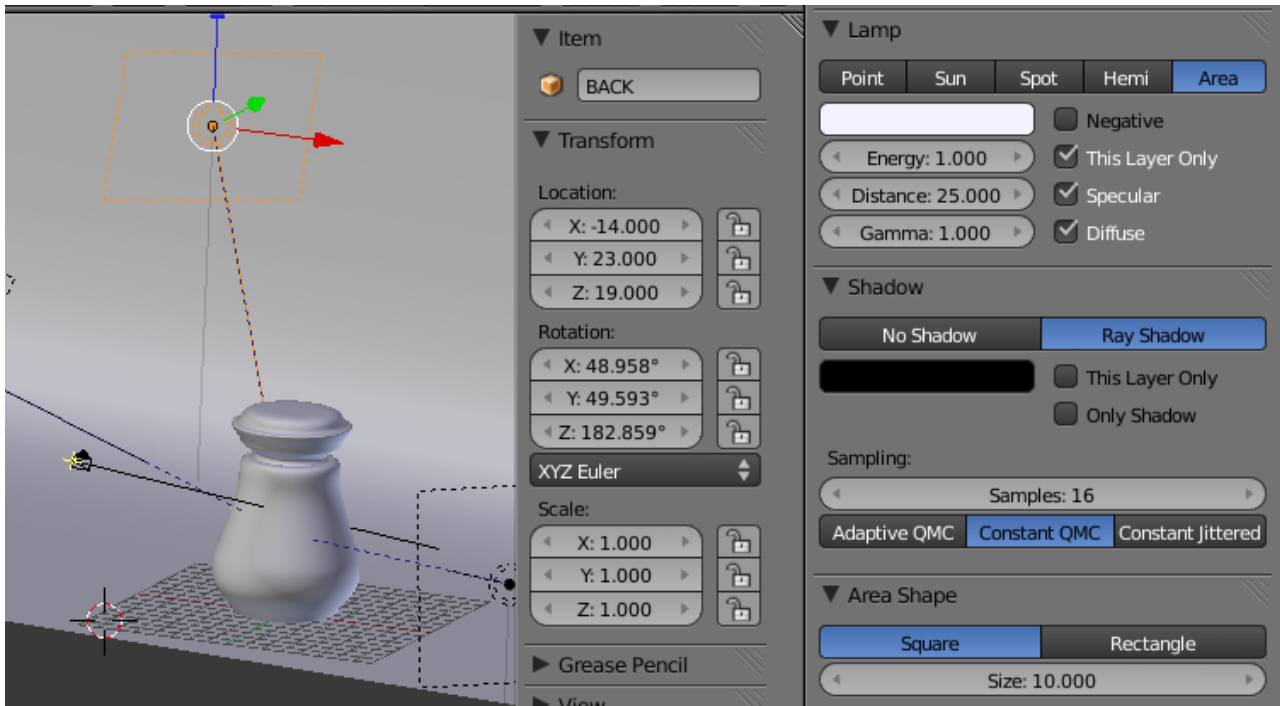 Item
BACK
Transform
Location:
X: -14.000
Y: 23.000
Z: 19.000
Rotation:
X: 48.958°
Y: 49.593°
Z: 182.859°
XYZ Euler
Scale:
X: 1.000
Y: 1.000
Z: 1.000
Grease Pencil
View
Lamp
Point Sun Spot Hemi Area
Negative
Energy: 1.000 This Layer Only
Distance: 25.000 Specular
Gamma: 1.000 Diffuse
Shadow
No Shadow Ray Shadow
This Layer Only
Only Shadow
Sampling:
Samples: 16
Adaptive QMC Constant QMC Constant Jittered
Area Shape
Square Rectangle
Size: 10.000